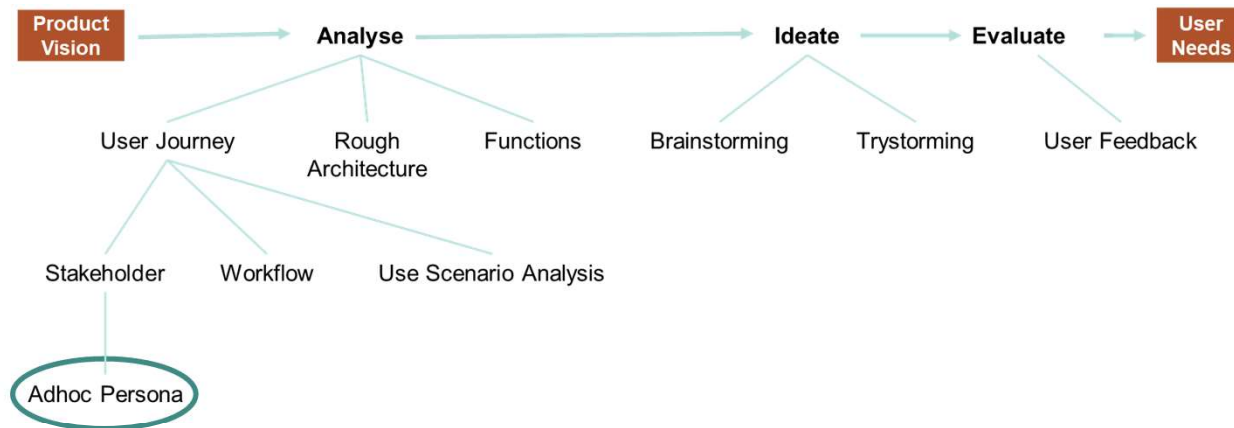 Product
Vision
Analyse
Ideate
Evaluate
User
Needs
User Journey
Rough
Architecture
Functions
Brainstorming
Trystorming
User Feedback
Stakeholder
Workflow
Use Scenario Analysis
Adhoc Persona